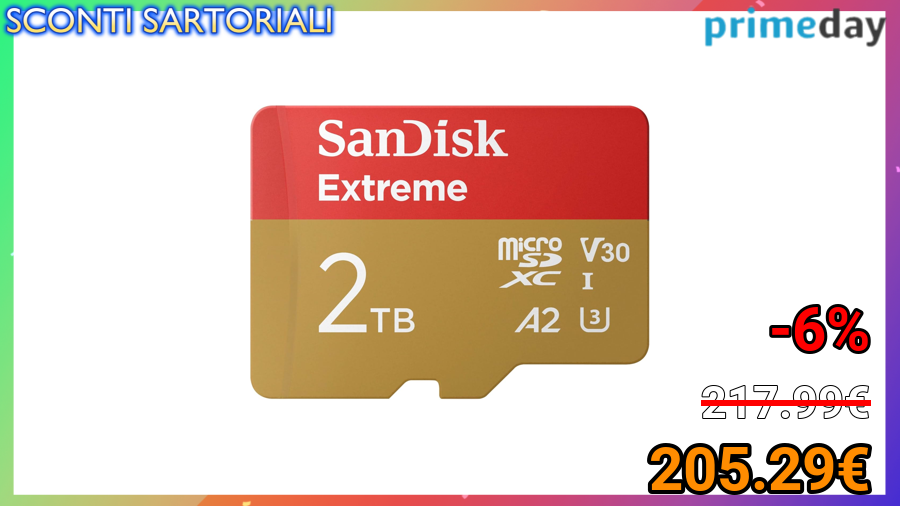 SCONTI SARTORIALI
primeday
SanDisk
Extreme
2TB
micro SD XC
V30
I
A2
3
-6%
217.99€
205.29€